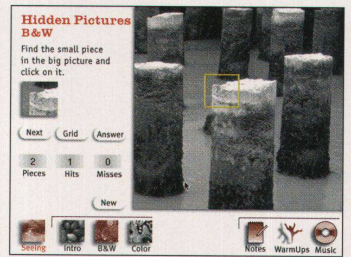 Hidden Pictures
B&W
Find the small piece
in the big picture and
click on it.
Next Grid Answer
2 1 0
Pieces Hits Misses
New
Seeing Intro B&W Color Notes WarmUps Music